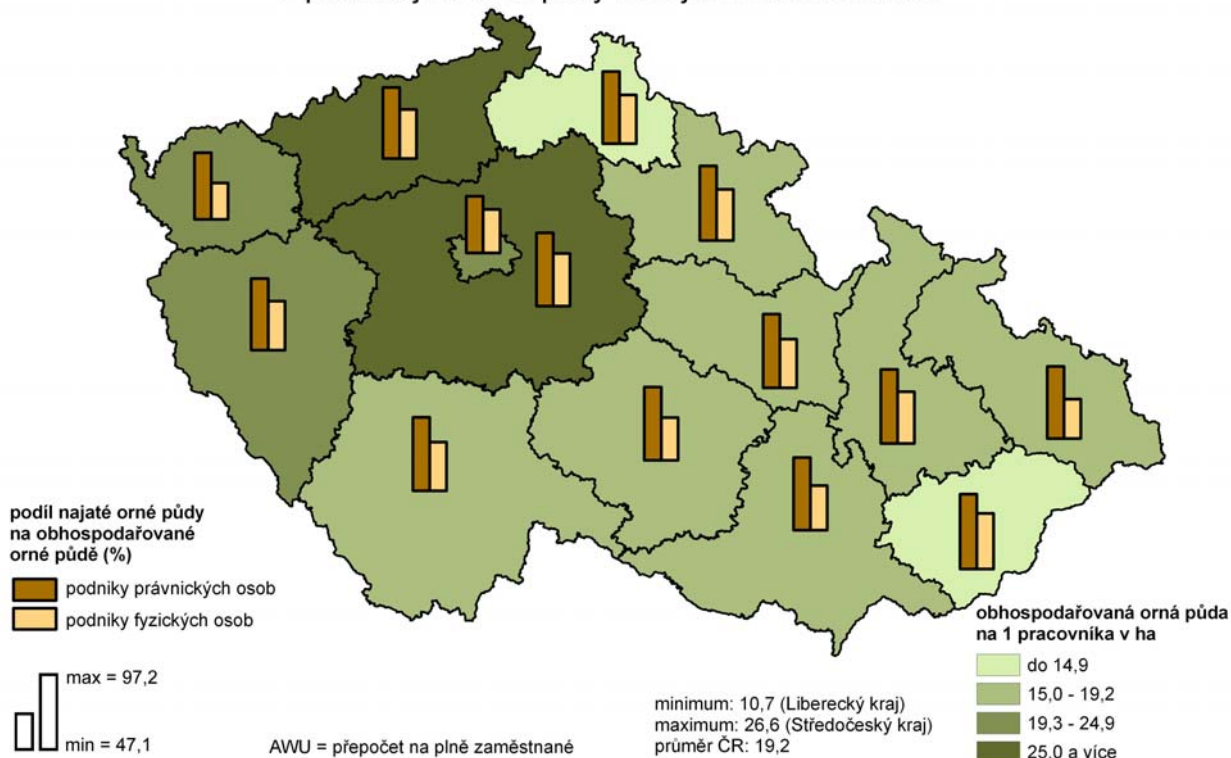 podíl najaté orné půdy
na obhospodařované
orné půdě (%)
podniky právnických osob
podniky fyzických osob
max = 97,2
min = 47,1
AWU = přepočet na plně zaměstnané
minimum: 10,7 (Liberecký kraj)
maximum: 26,6 (Středočeský kraj)
průměr ČR: 19,2
obhospodařovaná orná půda
na 1 pracovníka v ha
do 14,9
15,0 - 19,2
19,3 - 24,9
25,0 a více